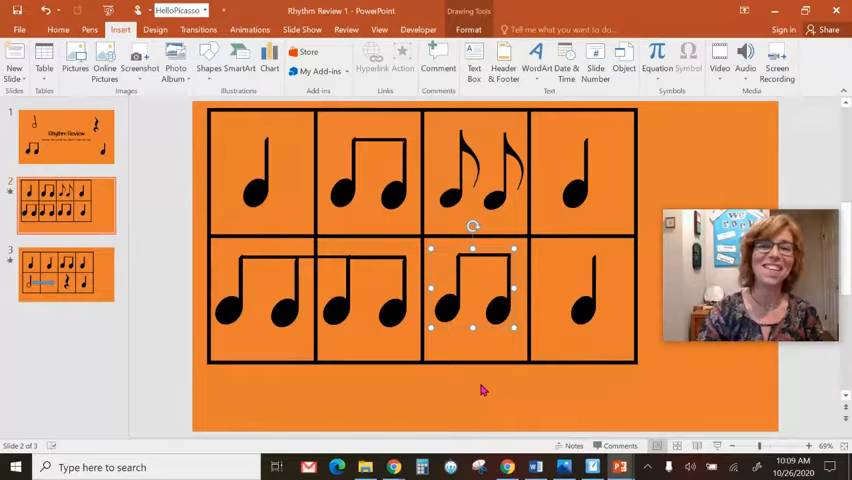 HelloPicasso
Rhythm Review 1 - PowerPoint
Drawing Tools
File Home Pens Insert Design Transitions Animations Slide Show Review View Developer Format Tell me what you want to do... Sign in Share
New Slide Table Pictures Online Pictures Screenshot Photo Album Shapes SmartArt Chart Store My Add-ins Hyperlink Action Comment Text Box Header & Footer WordArt Date & Time Slide Number Object Equation Symbol Video Audio Screen Recording
Slides Tables Images Illustrations Add-ins Links Comments Text Symbols Media
1
Rhythm Review
2
3
Slide 2 of 3 Notes Comments 69%
Type here to search
10:09 AM
10/26/2020